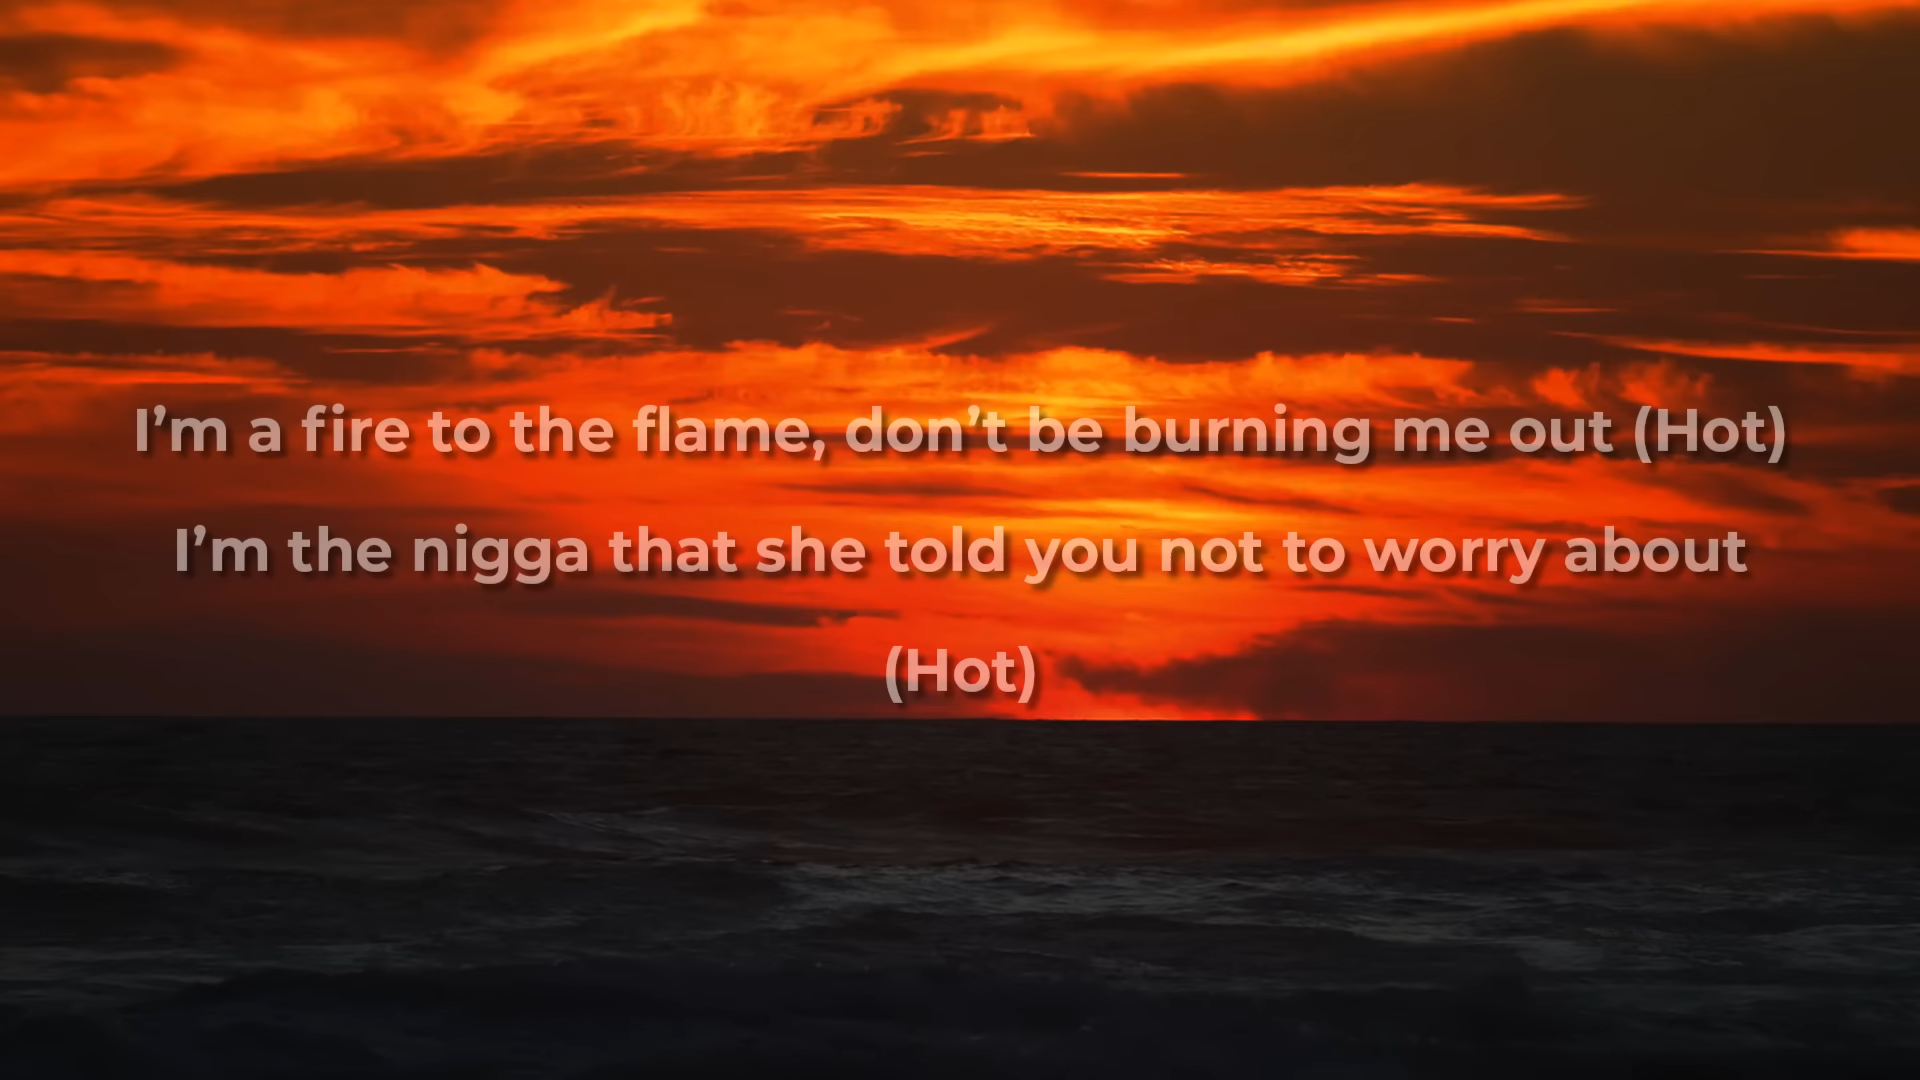 I’m a fire to the flame, don’t be burning me out (Hot)
I’m the nigga that she told you not to worry about
(Hot)